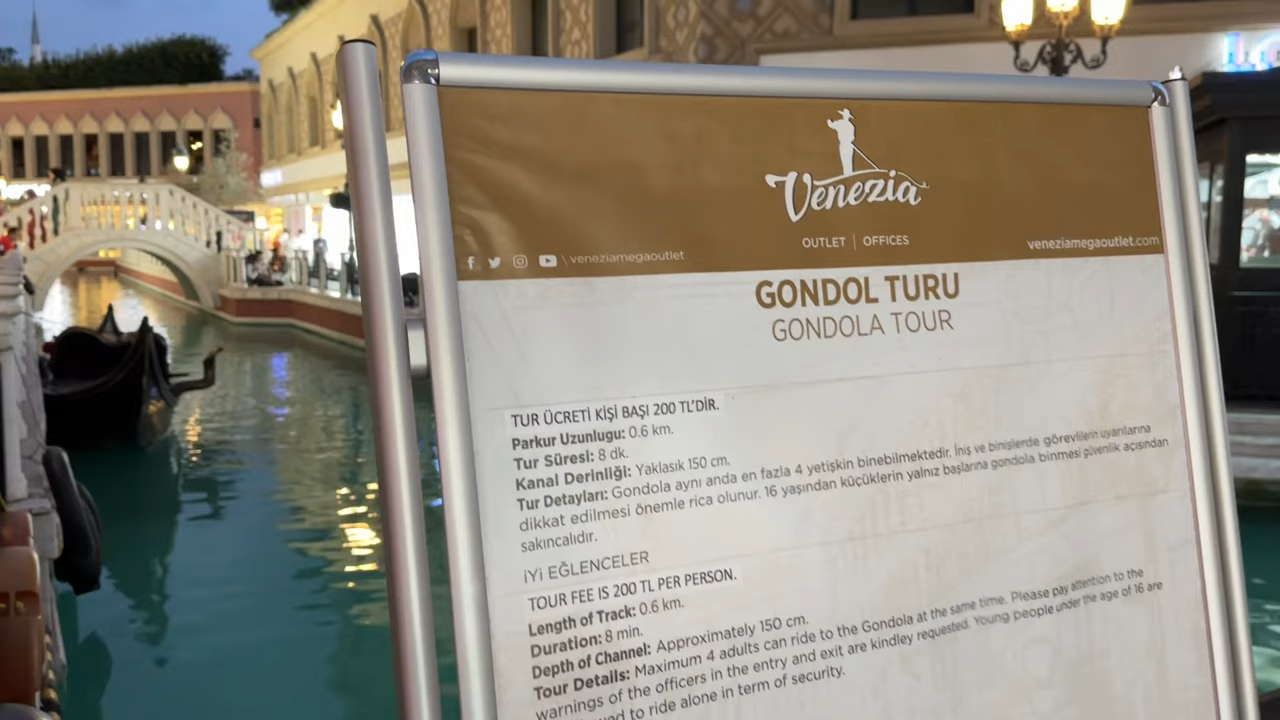 Venezia
OUTLET | OFFICES
\ veneziamegaoutlet
veneziamegaoutlet.com
GONDOL TURU
GONDOLA TOUR
TUR ÜCRETİ KİŞİ BAŞI 200 TL'DİR.
Parkur Uzunlugu: 0.6 km.
Tur Süresi: 8 dk.
Kanal Derinliği: Yaklasık 150 cm.
Tur Detayları: Gondola aynı anda en fazla 4 yetişkin binebilmektedir. İniş ve binişlerde görevlilerin uyarılarına
dikkat edilmesi önemle rica olunur. 16 yaşından küçüklerin yalnız başlarına gondola binmesi güvenlik açısından
sakıncalıdır.
İYİ EĞLENCELER
TOUR FEE IS 200 TL PER PERSON.
Length of Track: 0.6 km.
Duration: 8 min.
Depth of Channel: Approximately 150 cm.
Tour Details: Maximum 4 adults can ride to the Gondola at the same time. Please pay attention to the
warnings of the officers in the entry and exit are kindley requested. Young people under the age of 16 are
to ride alone in term of security.